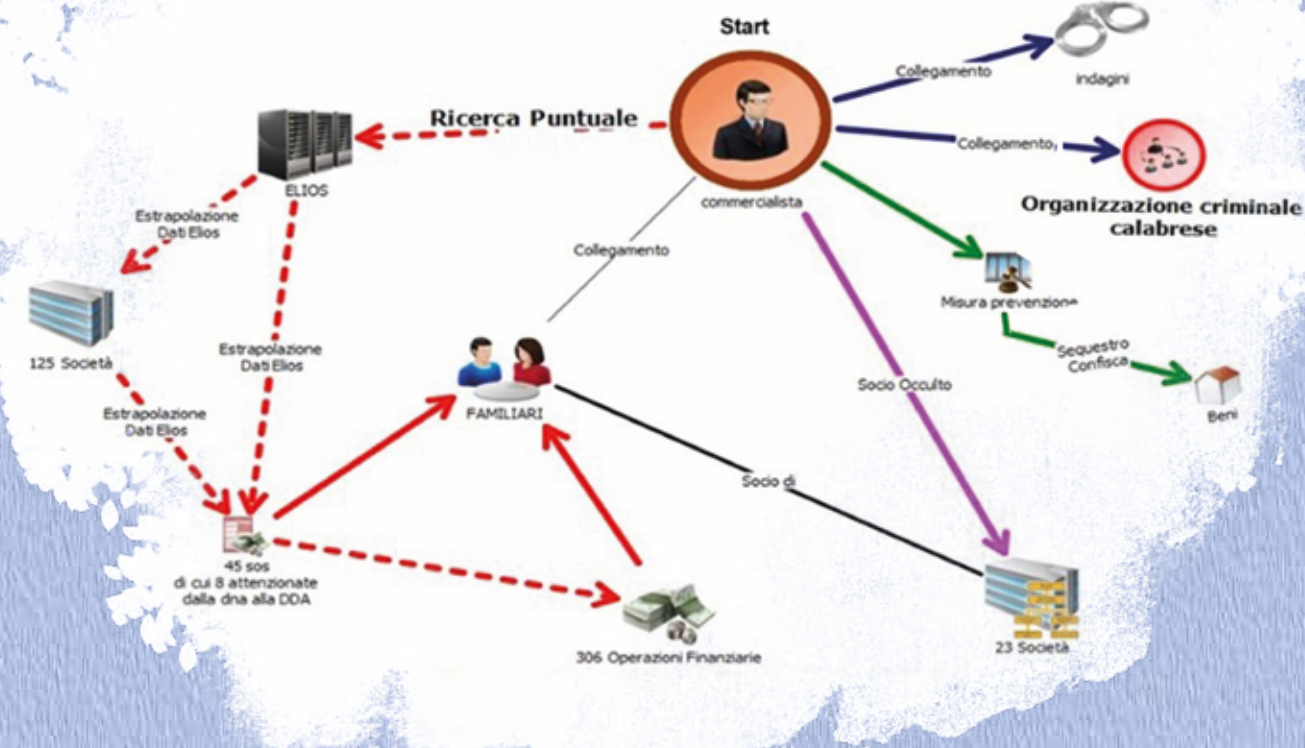 Start
Collegamento
indagini
Ricerca Puntuale
Collegamento
ELIOS
commercialista
Organizzazione criminale
calabrese
Estrapolazione
Dati Elios
Collegamento
Misura prevenzione
125 Società
Estrapolazione
Dati Elios
Sequestro
Confisca
Socio Occulto
Beni
Estrapolazione
Dati Elios
FAMILIARI
Socio di
45 sos
di cui 8 attenzionate
dalla dna alla DDA
306 Operazioni Finanziarie
23 Società